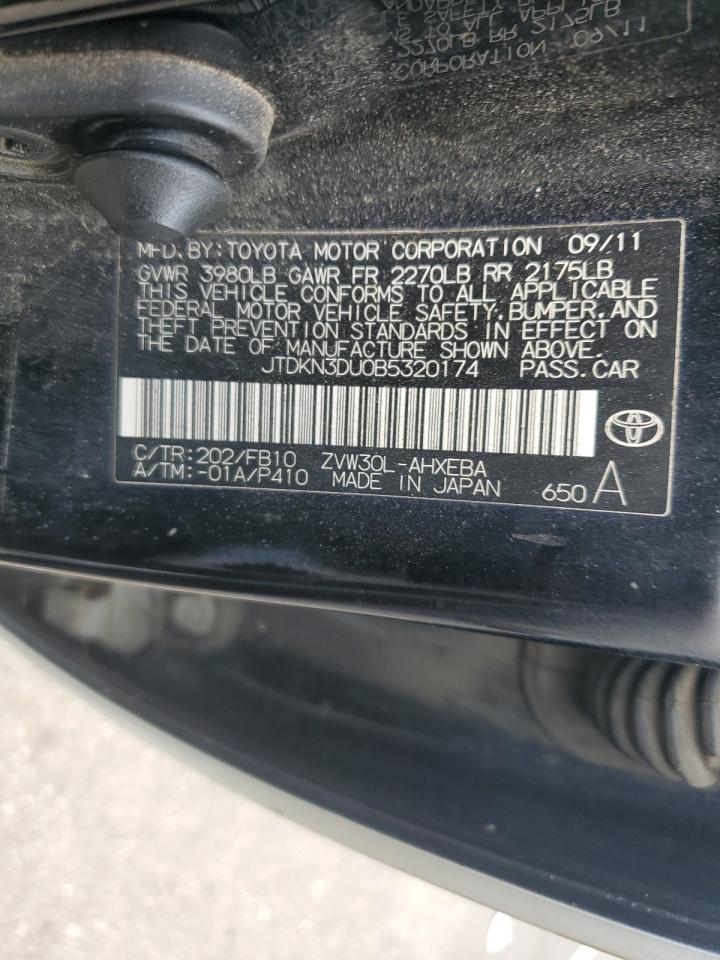 MFD.BY:TOYOTA MOTOR CORPORATION 09/11
GVWR 3980LB GAWR FR 2270LB RR 2175LB
THIS VEHICLE CONFORMS TO ALL APPLICABLE
FEDERAL MOTOR VEHICLE SAFETY,BUMPER,AND
THEFT PREVENTION STANDARDS IN EFFECT ON
THE DATE OF MANUFACTURE SHOWN ABOVE.
JTDKN3DU0B5320174 PASS.CAR
C/TR:202/FB10 ZVW30L-AHXEBA
A/TM:-01A/P410 MADE IN JAPAN 650A